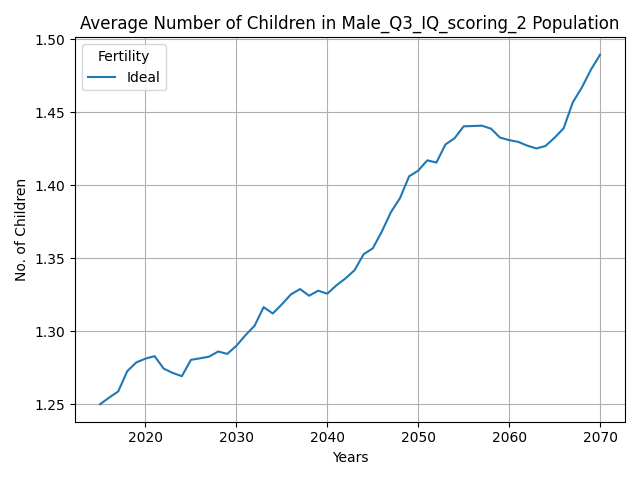 Average Number of Children in Male_Q3_IQ_scoring_2 Population
Fertility
Ideal
No. of Children
1.50
1.45
1.40
1.35
1.30
1.25
2020 2030 2040 2050 2060 2070
Years